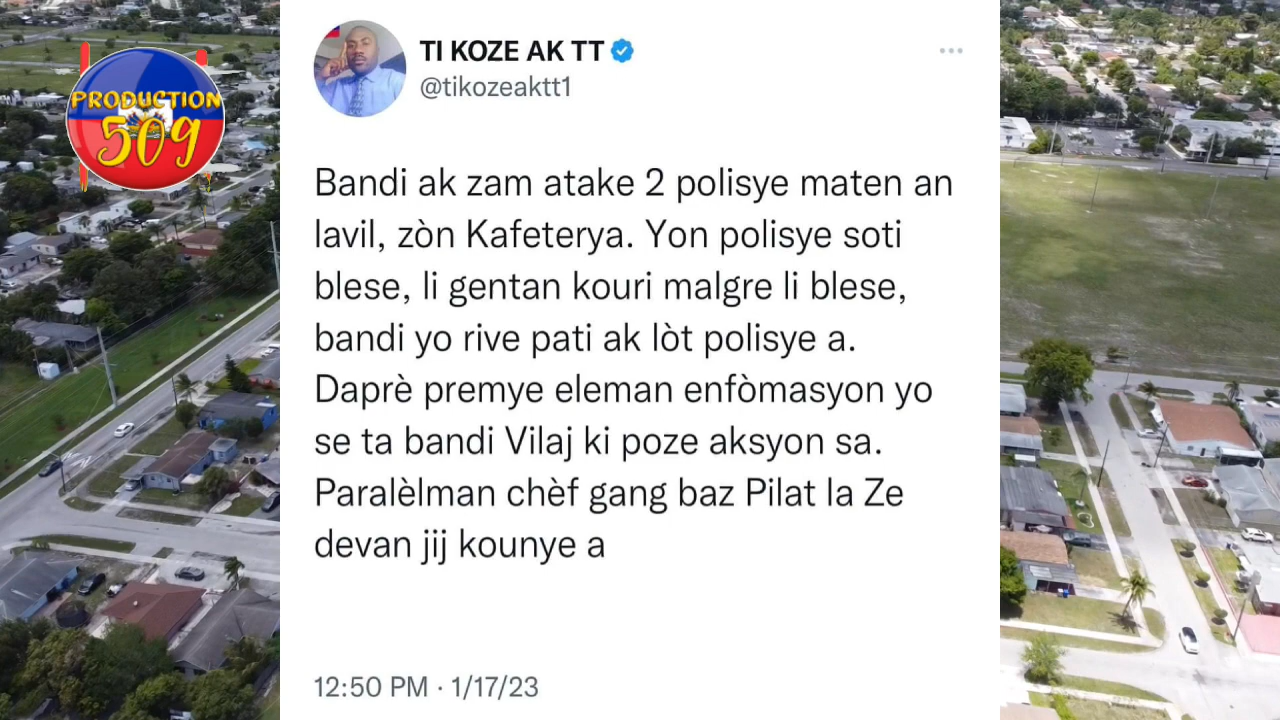 PRODUCTION
509
TI KOZE AK TT
@tikozeaktt1
Bandi ak zam atake 2 polisye maten an
lavil, zòn Kafeterya. Yon polisye soti
blese, li gentan kouri malgre li blese,
bandi yo rive pati ak lòt polisye a.
Daprè premye eleman enfòmasyon yo
se ta bandi Vilaj ki poze aksyon sa.
Paralèlman chèf gang baz Pilat la Ze
devan jij kounye a
12:50 PM · 1/17/23